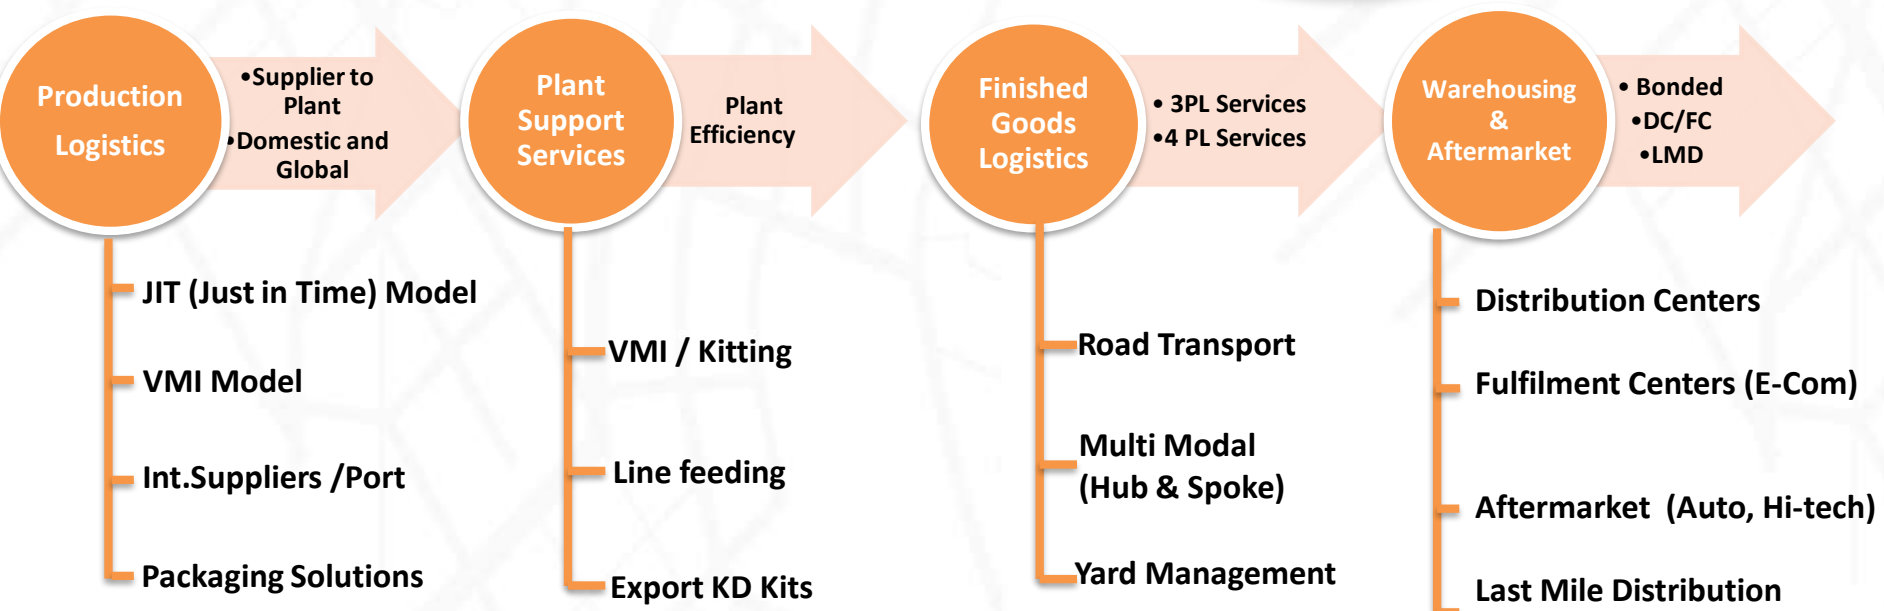 Production
Logistics
•Supplier to
Plant
•Domestic and
Global
Plant
Support
Services
Plant
Efficiency
Finished
Goods
Logistics
• 3PL Services
•4 PL Services
Warehousing
&
Aftermarket
• Bonded
•DC/FC
•LMD
JIT (Just in Time) Model
VMI Model
Int.Suppliers /Port
Packaging Solutions
VMI / Kitting
Line feeding
Export KD Kits
Road Transport
Multi Modal
(Hub & Spoke)
Yard Management
Distribution Centers
Fulfilment Centers (E-Com)
Aftermarket (Auto, Hi-tech)
Last Mile Distribution